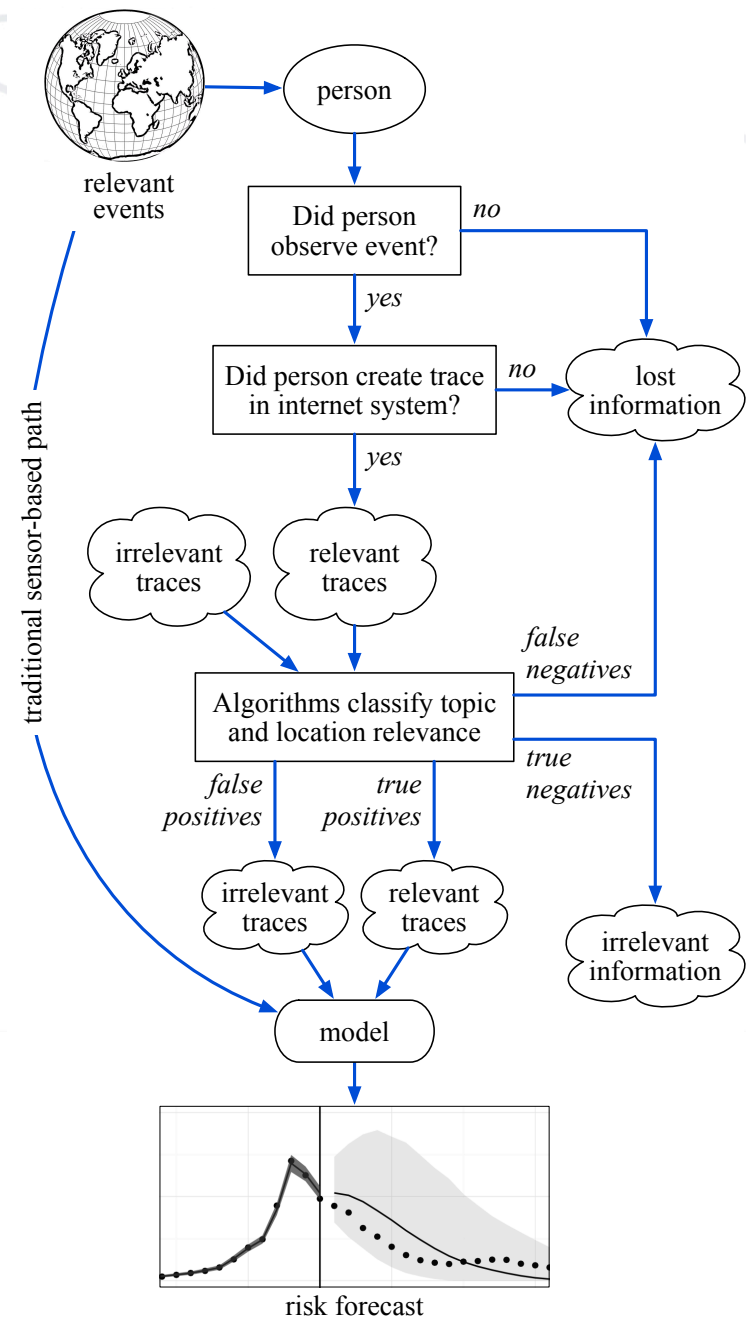 person
relevant
events
Did person
observe event?
no
yes
Did person create trace
in internet system?
no
lost
information
yes
traditional sensor-based path
irrelevant
traces
relevant
traces
false
negatives
Algorithms classify topic
and location relevance
true
negatives
false
positives
true
positives
irrelevant
traces
relevant
traces
irrelevant
information
model
risk forecast